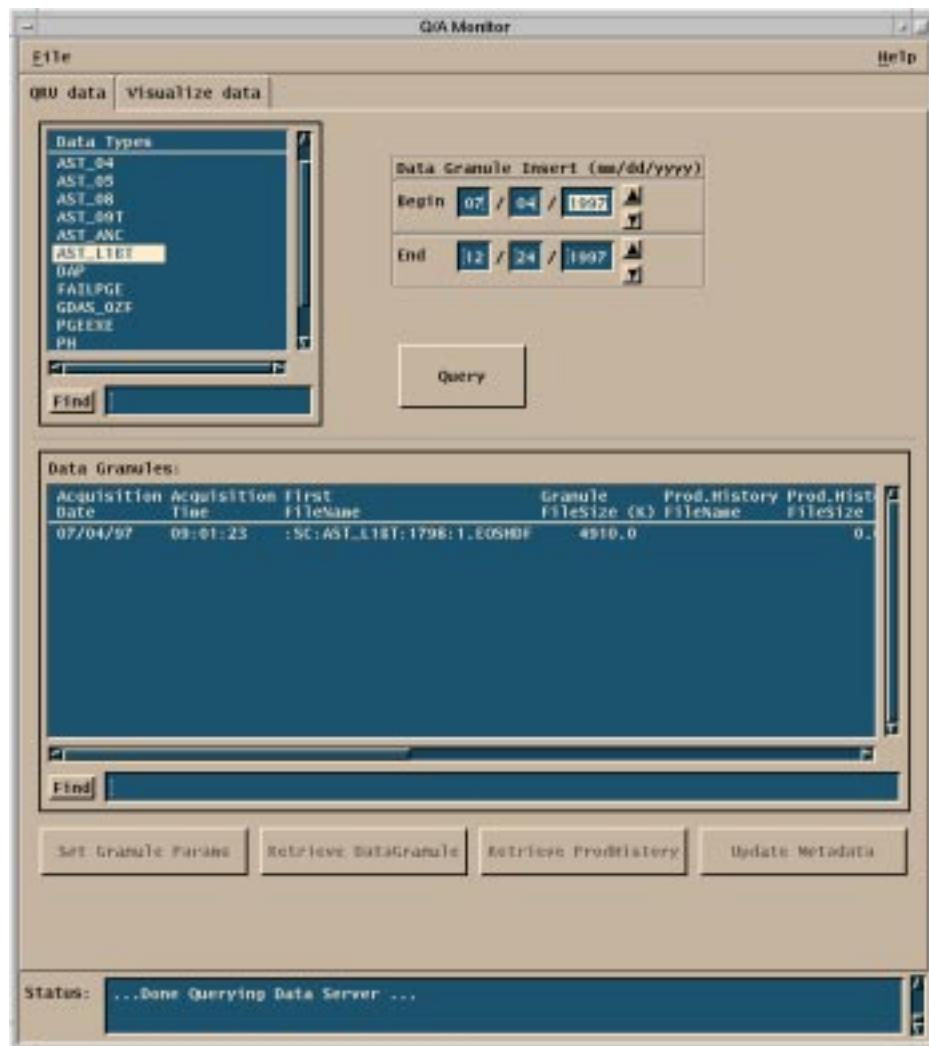 Q/A Monitor
File Help
QRU data Visualize data
Data Types
AST_04
AST_05
AST_08
AST_09T
AST_ANC
AST_L1BT
DAP
FAILPGE
GDAS_OZF
PGEEXE
PH
Find
Data Granule Insert (mm/dd/yyyy)
Begin 07 / 04 / 1997
End 12 / 24 / 1997
Query
Data Granules:
Acquisition Acquisition First Granule Prod.History Prod.Hist
Date Time FileName FileSize (K) FileName FileSize
07/04/97 09:01:23 :SC:AST_L1BT:1798:1.EOSHDF 4910.0 0.
Find
Set Granule Params Retrieve DataGranule Retrieve ProdHistory Update Metadata
Status: ...Done Querying Data Server ...